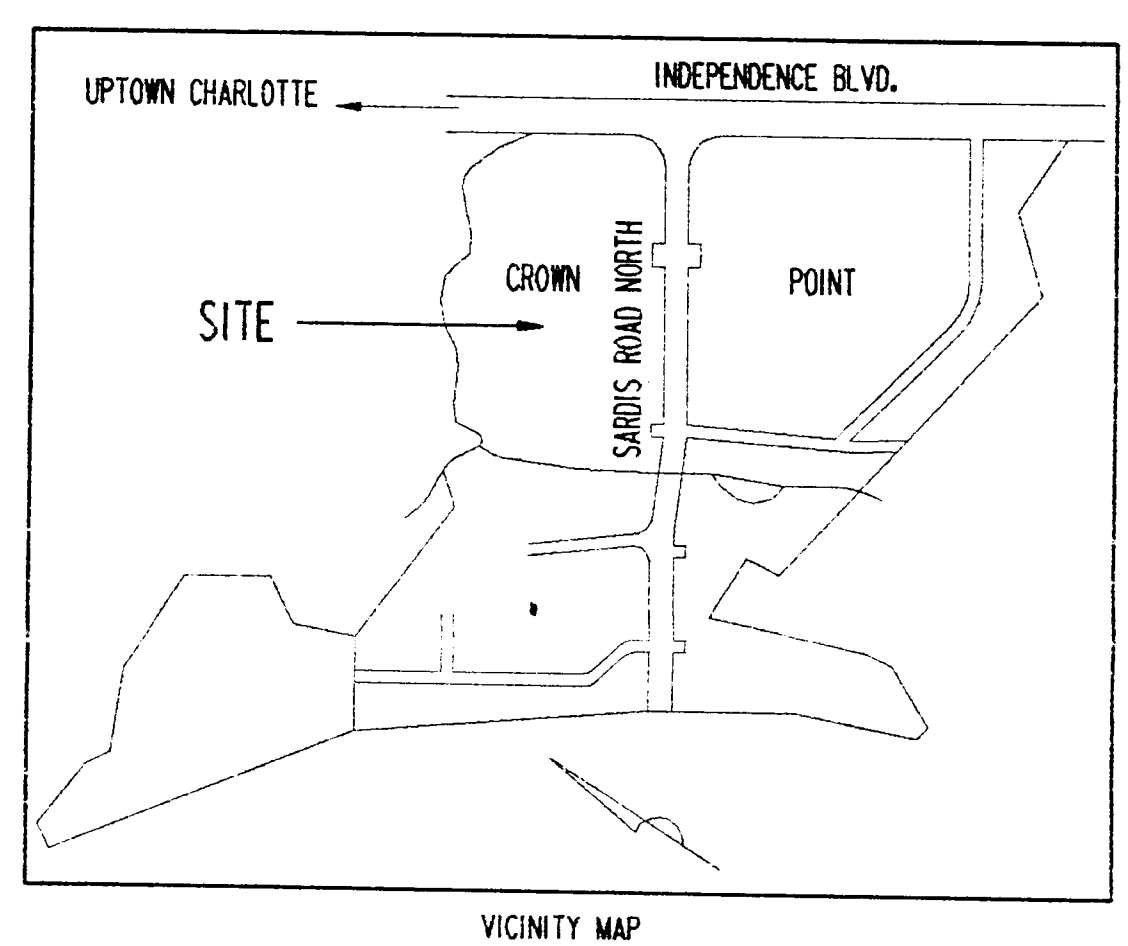 INDEPENDENCE BLVD.
UPTOWN CHARLOTTE
SARDIS ROAD NORTH
CROWN
POINT
SITE
VICINITY MAP